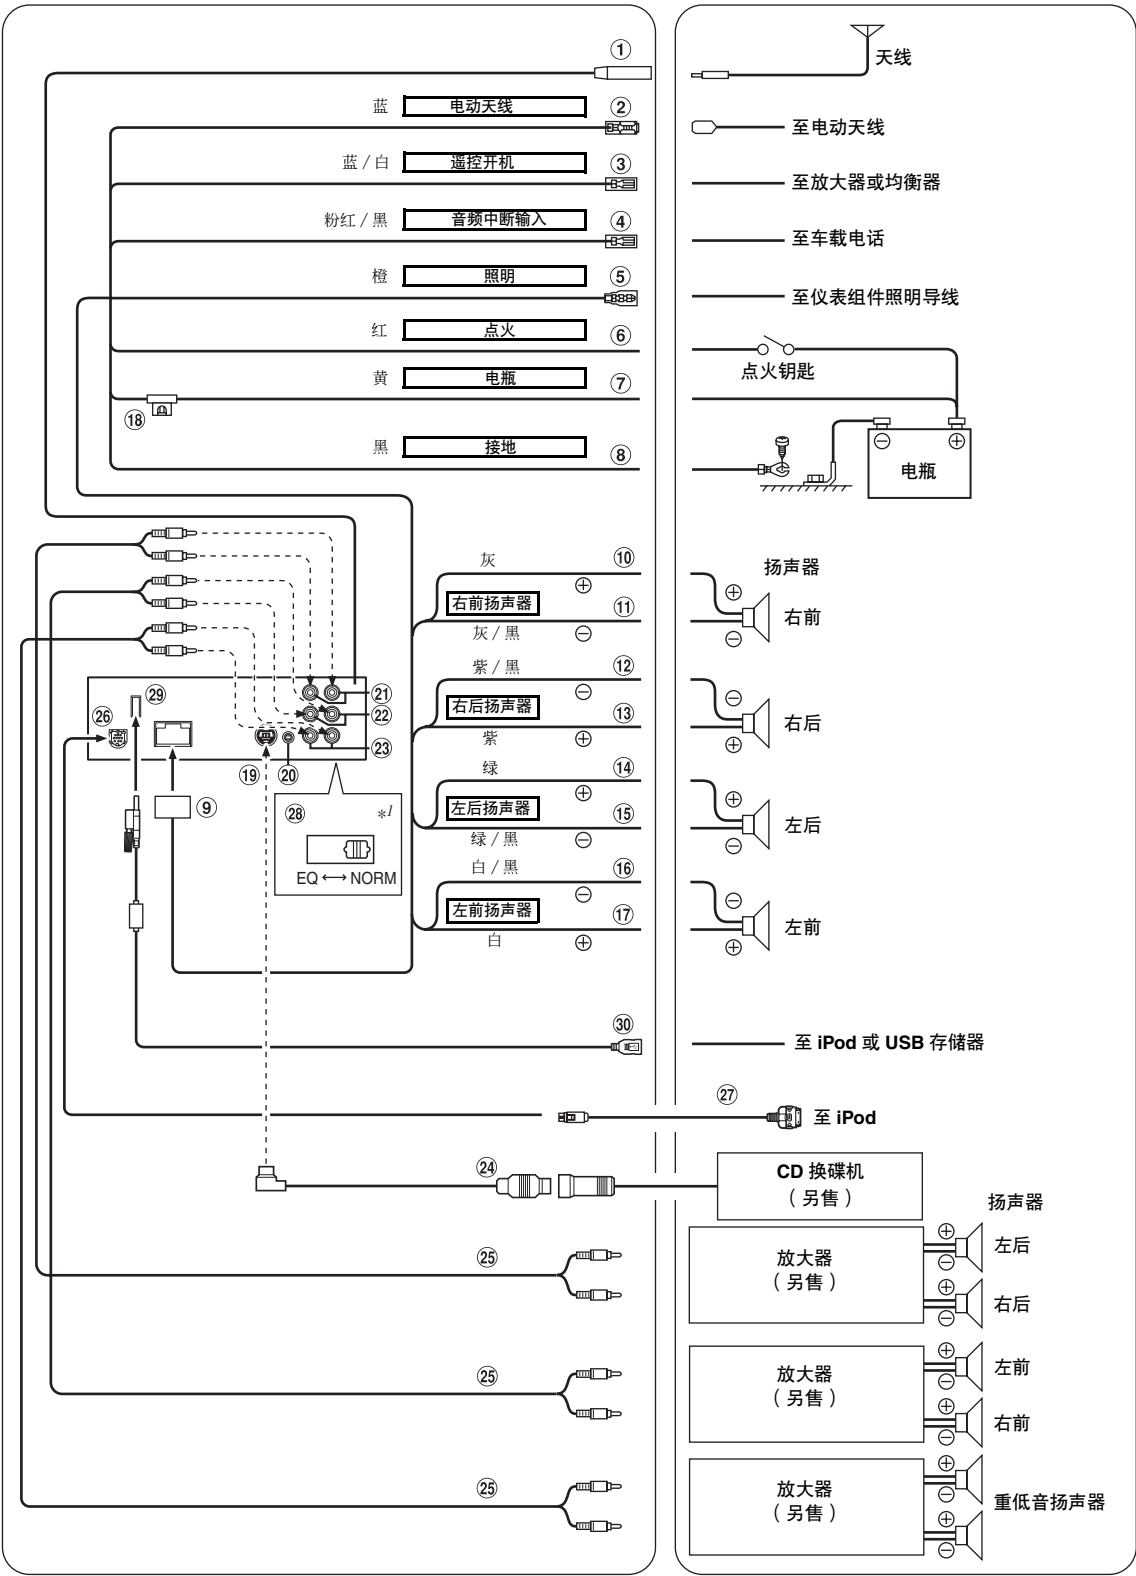 ①
天线
蓝 电动天线 ②
至电动天线
蓝 / 白 遥控开机 ③
至放大器或均衡器
粉红 / 黑 音频中断输入 ④
至车载电话
橙 照明 ⑤
至仪表组件照明导线
红 点火 ⑥
点火钥匙
黄 电瓶 ⑦
⑱
黑 接地 ⑧
⊖ ⊕
电瓶
扬声器
灰 ⑩
⊕ ⊕
右前扬声器 ⑪ 右前
灰 / 黑 ⊖ ⊖
紫 / 黑 ⑫
⊖ ⊖
右后扬声器 ⑬ 右后
紫 ⊕ ⊕
绿 ⑭
⊕ ⊕
左后扬声器 ⑮ 左后
绿 / 黑 ⊖ ⊖
白 / 黑 ⑯
⊖ ⊖
左前扬声器 ⑰ 左前
白 ⊕ ⊕
㉙ ㉑
㉖ ㉒
㉓
⑲ ⑳
⑨
㉘ *1
EQ ↔ NORM
㉚
至 iPod 或 USB 存储器
㉗
至 iPod
㉔
CD 换碟机
（另售）
扬声器
㉕
放大器
（另售）
⊕
左后
⊖
⊕
右后
⊖
㉕
放大器
（另售）
⊕
左前
⊖
⊕
右前
⊖
㉕
放大器
（另售）
⊕
⊖
重低音扬声器
⊕
⊖